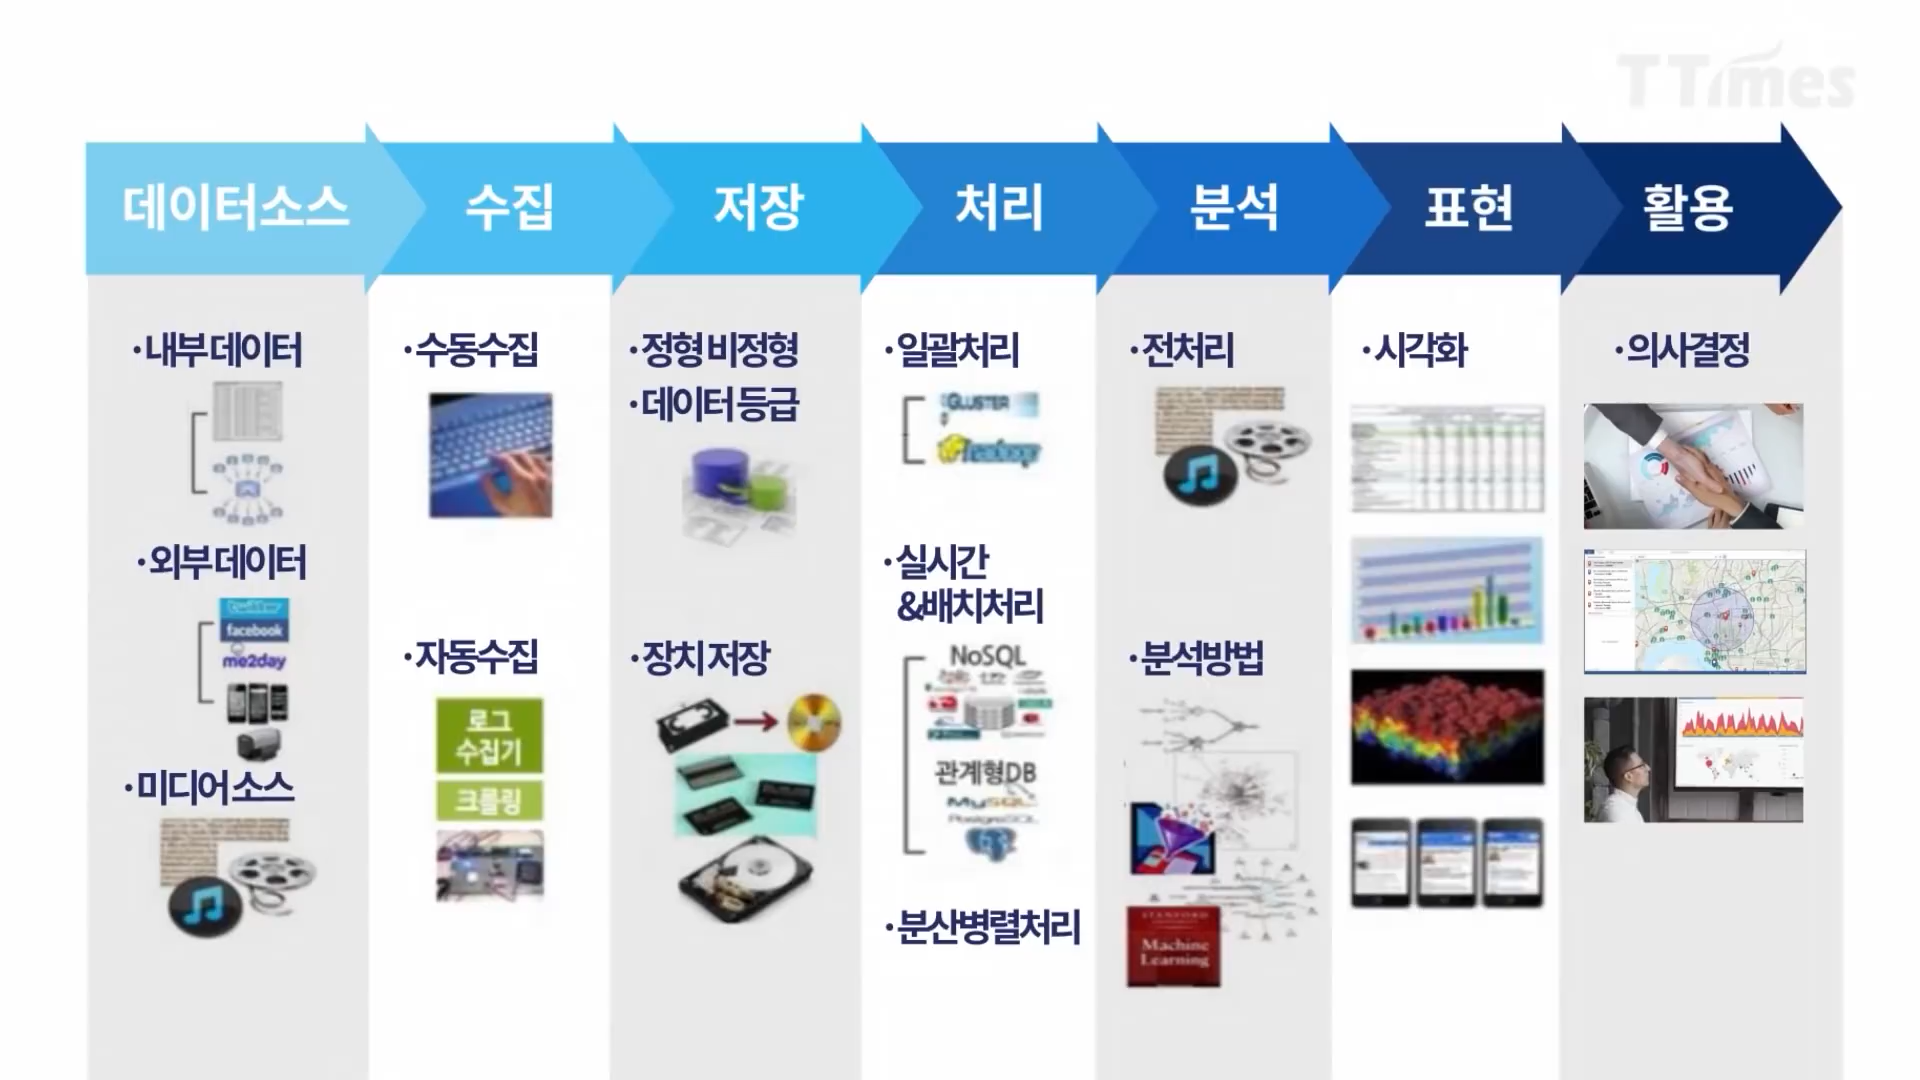 TTimes
데이터소스
수집
저장
처리
분석
표현
활용
·내부 데이터
·외부 데이터
twitter
facebook
me2day
·미디어 소스
·수동수집
·자동수집
로그
수집기
크롤링
·정형 비정형
·데이터 등급
·장치 저장
·일괄처리
GLUSTER
hadoop
·실시간
&배치처리
NoSQL
관계형DB
MySQL
PostgreSQL
·분산병렬처리
·전처리
·분석방법
STANFORD
Machine
Learning
·시각화
·의사결정